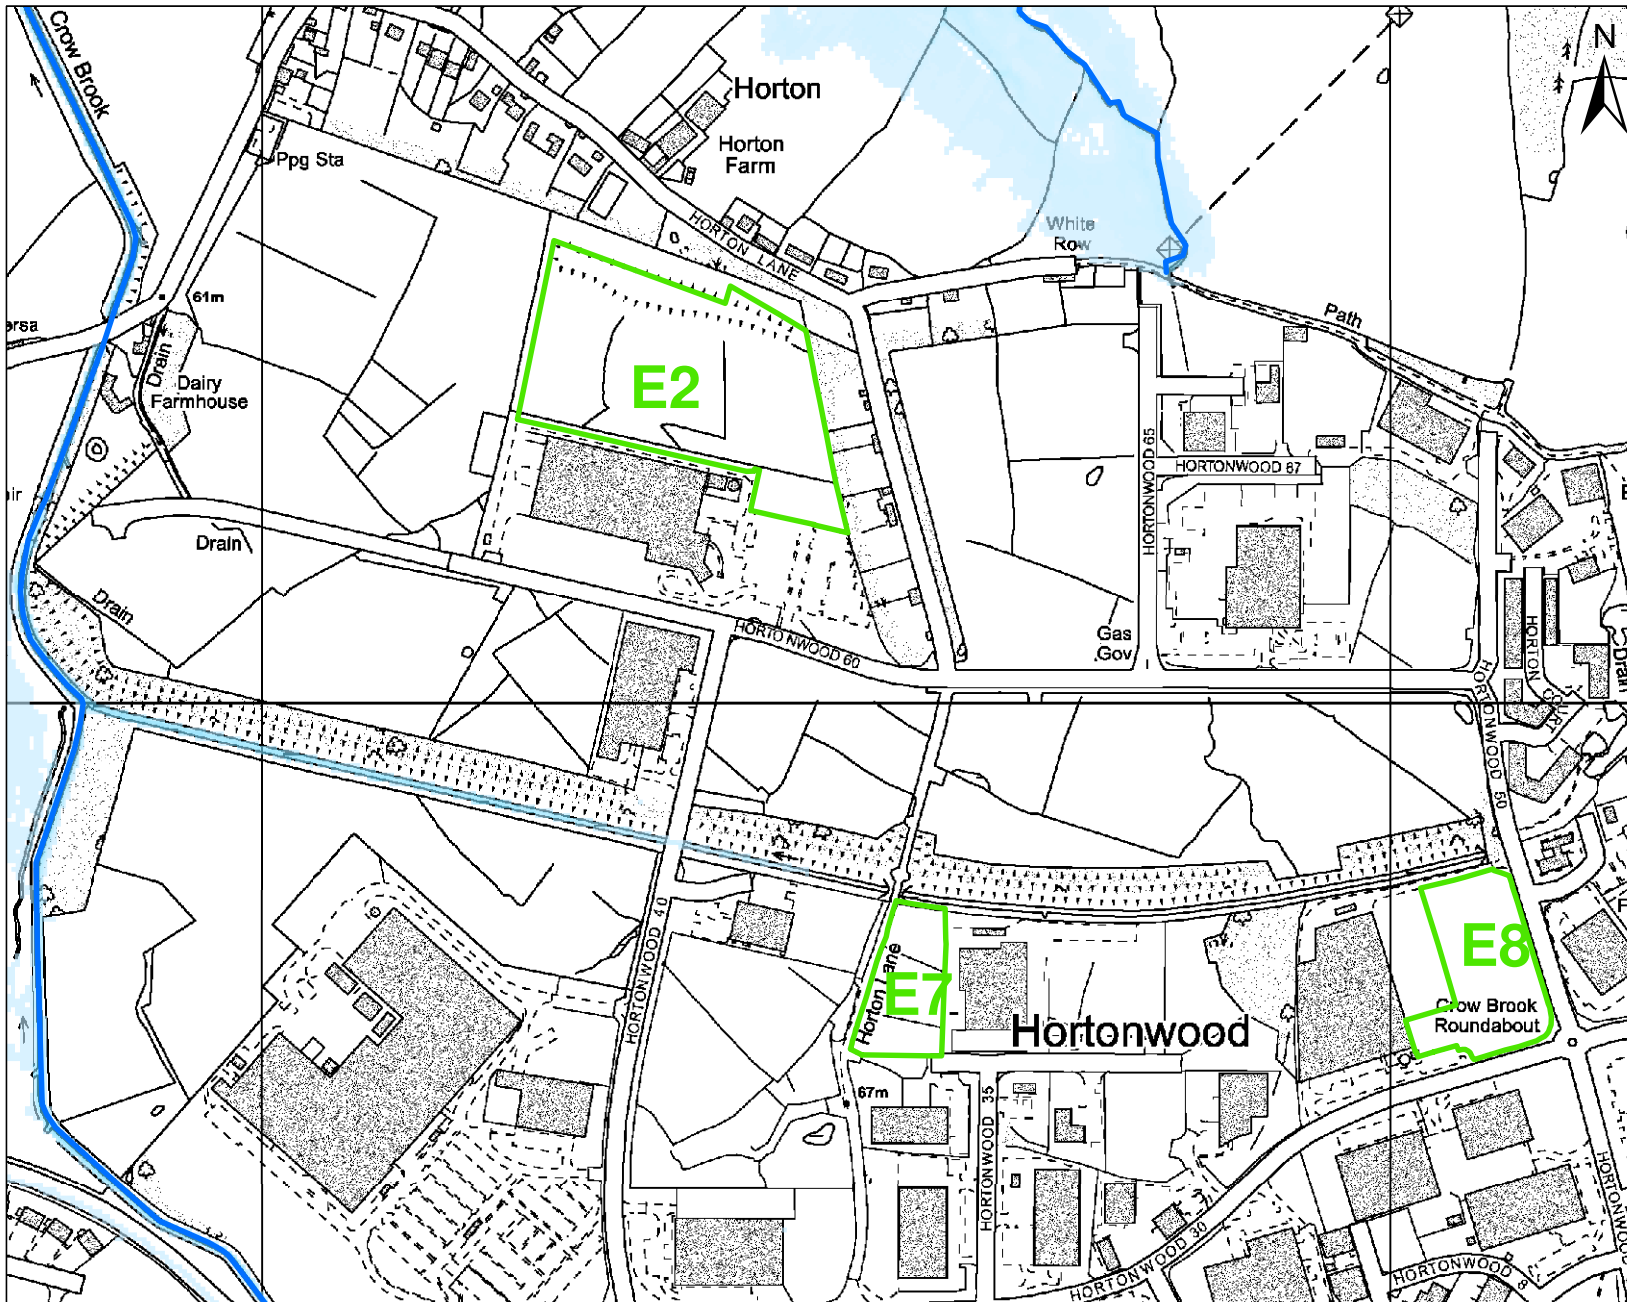 Crow Brook
N
Horton
Horton
Farm
Ppg Sta
HORTON LANE
White
Row
61m
Path
Drain
Dairy
Farmhouse
E2
HORTONWOOD 65
HORTONWOOD 67
Drain
Drain
HORTONWOOD 60
Gas
Gov
HORTON
COURT
Drain
HORTONWOOD 50
HORTONWOOD 40
Horton Lane
E7
E8
Crow Brook
Roundabout
Hortonwood
67m
HORTONWOOD 35
HORTONWOOD 30
HORTONWOOD
HORTONWOOD